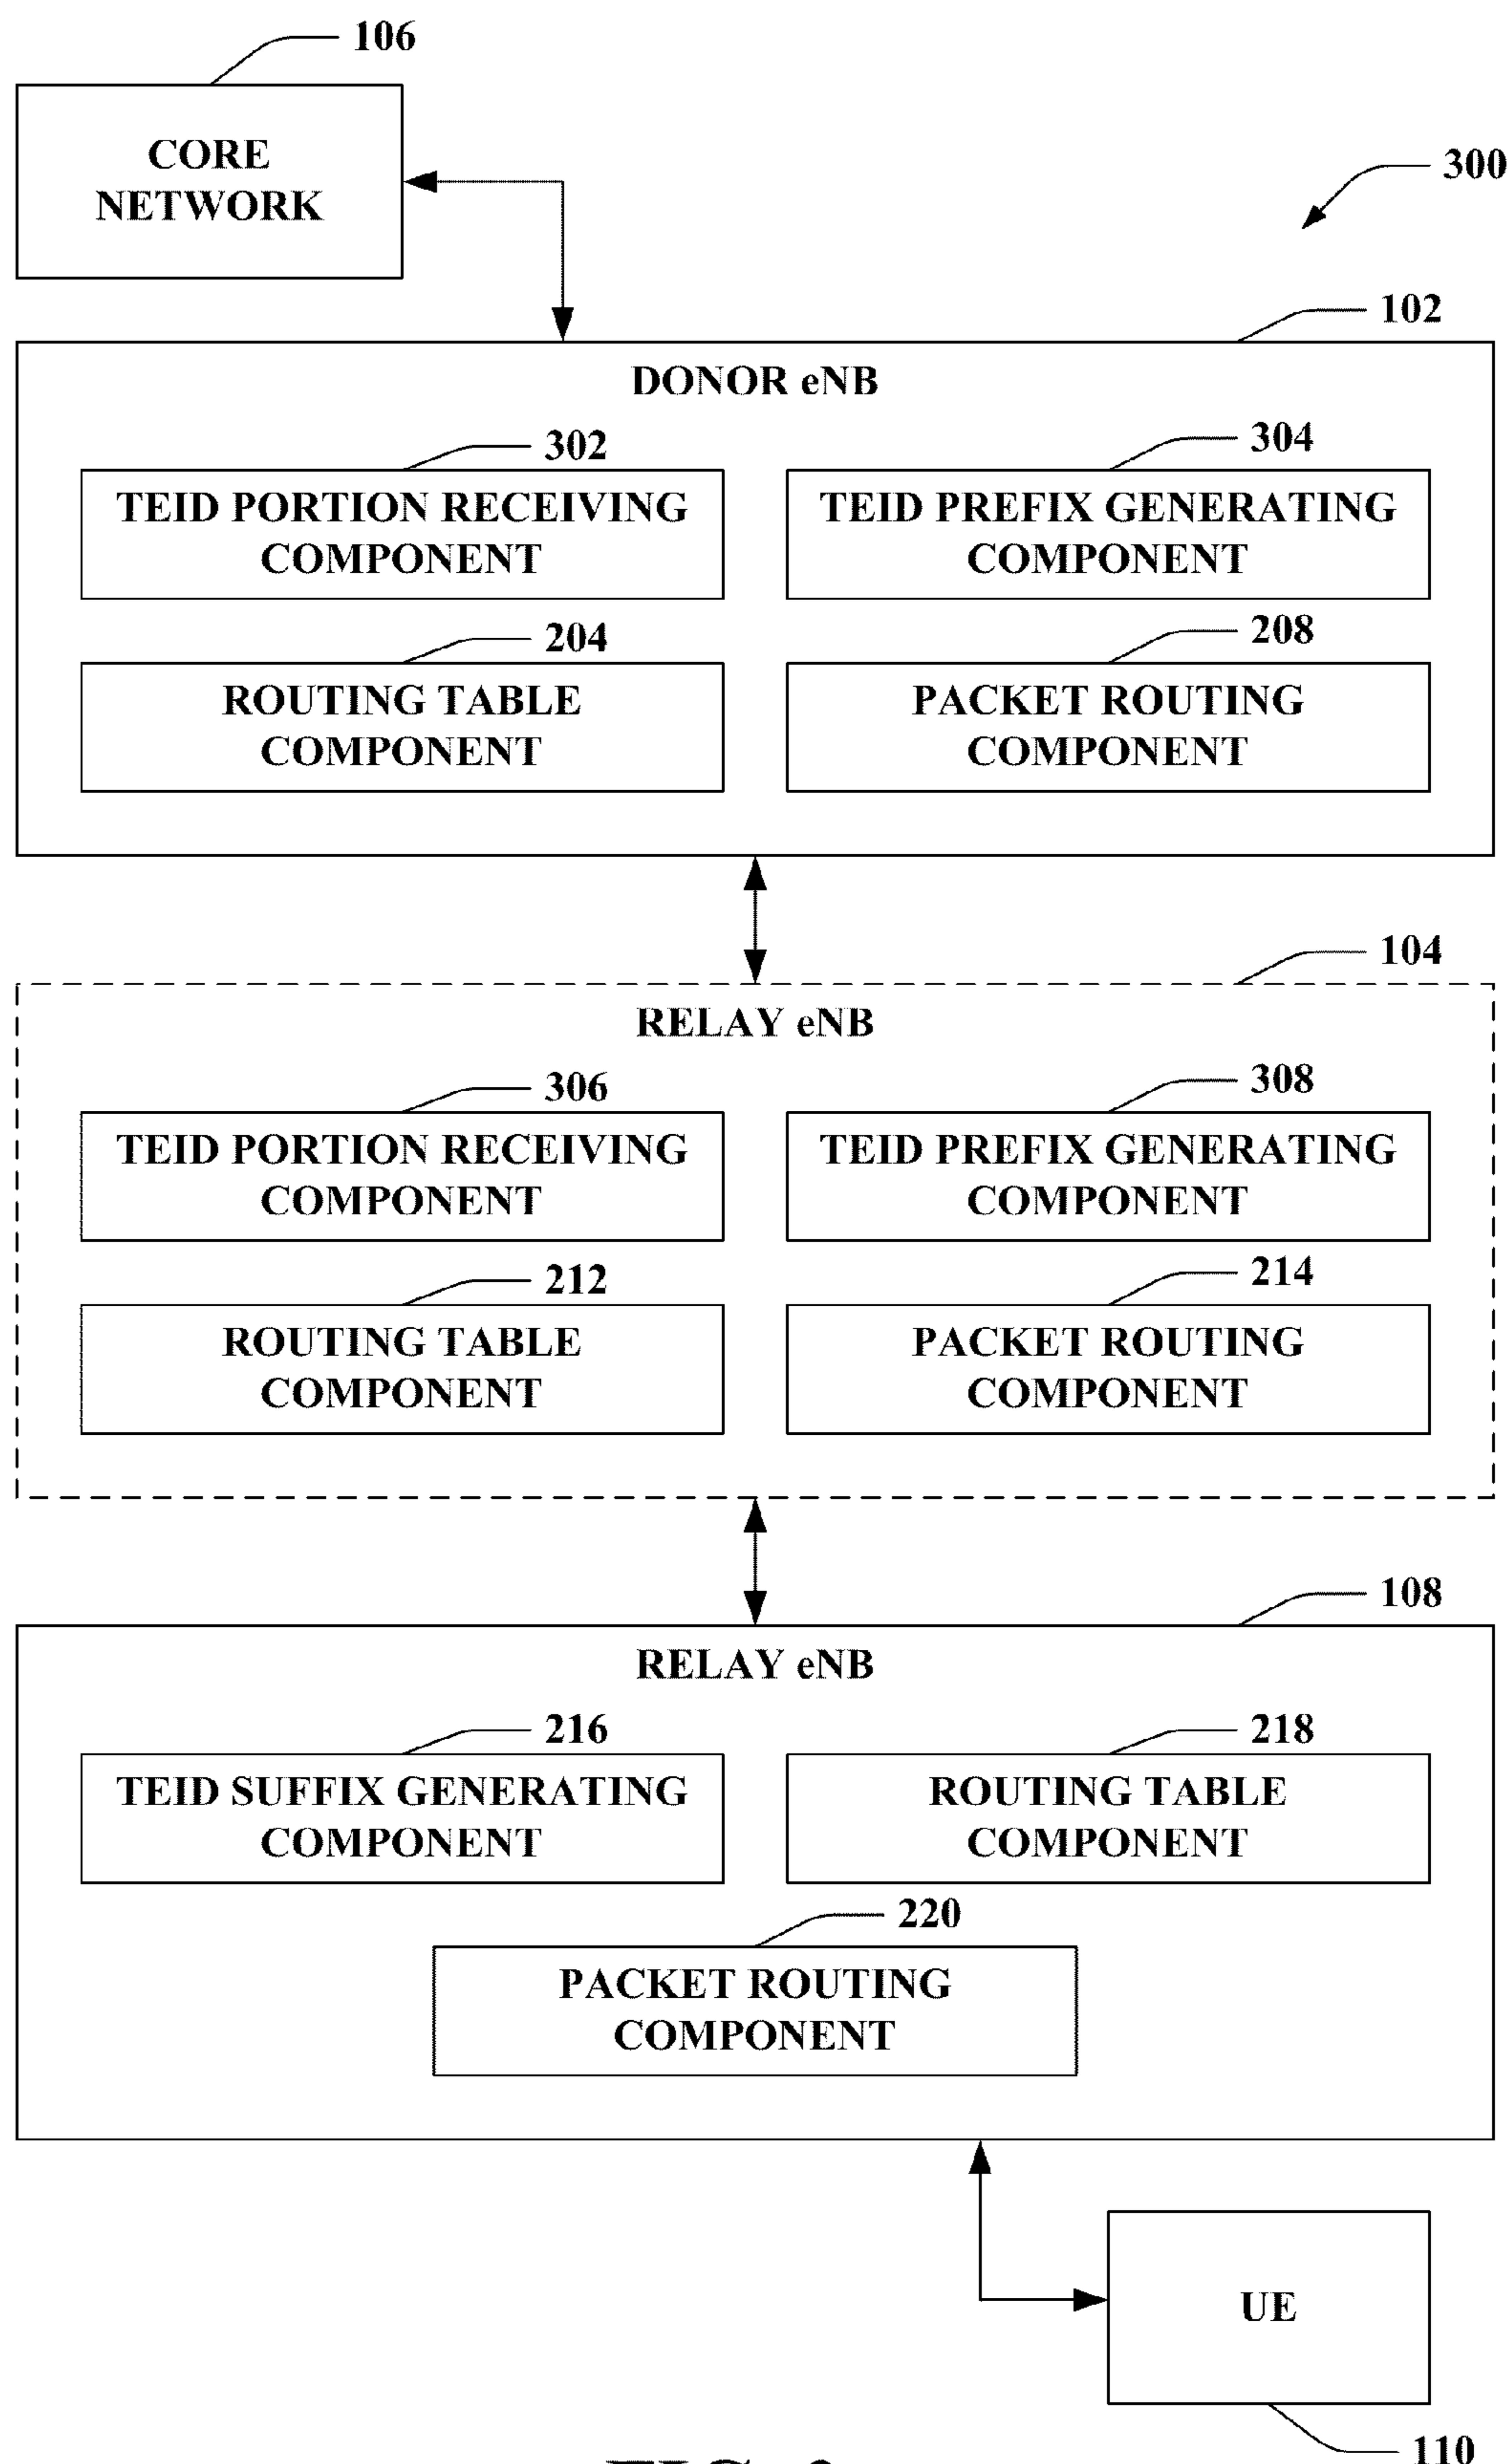 106
CORE
NETWORK
300
102
DONOR eNB
302
304
TEID PORTION RECEIVING
COMPONENT
TEID PREFIX GENERATING
COMPONENT
204
208
ROUTING TABLE
COMPONENT
PACKET ROUTING
COMPONENT
104
RELAY eNB
306
308
TEID PORTION RECEIVING
COMPONENT
TEID PREFIX GENERATING
COMPONENT
212
214
ROUTING TABLE
COMPONENT
PACKET ROUTING
COMPONENT
108
RELAY eNB
216
218
TEID SUFFIX GENERATING
COMPONENT
ROUTING TABLE
COMPONENT
220
PACKET ROUTING
COMPONENT
UE
110